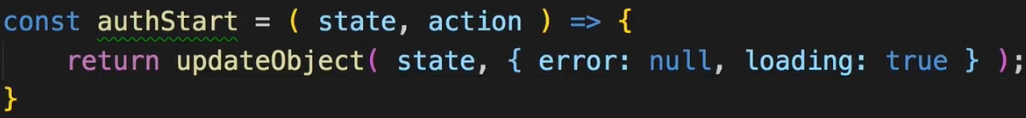 const authStart = ( state, action ) => {
    return updateObject( state, { error: null, loading: true } );
}